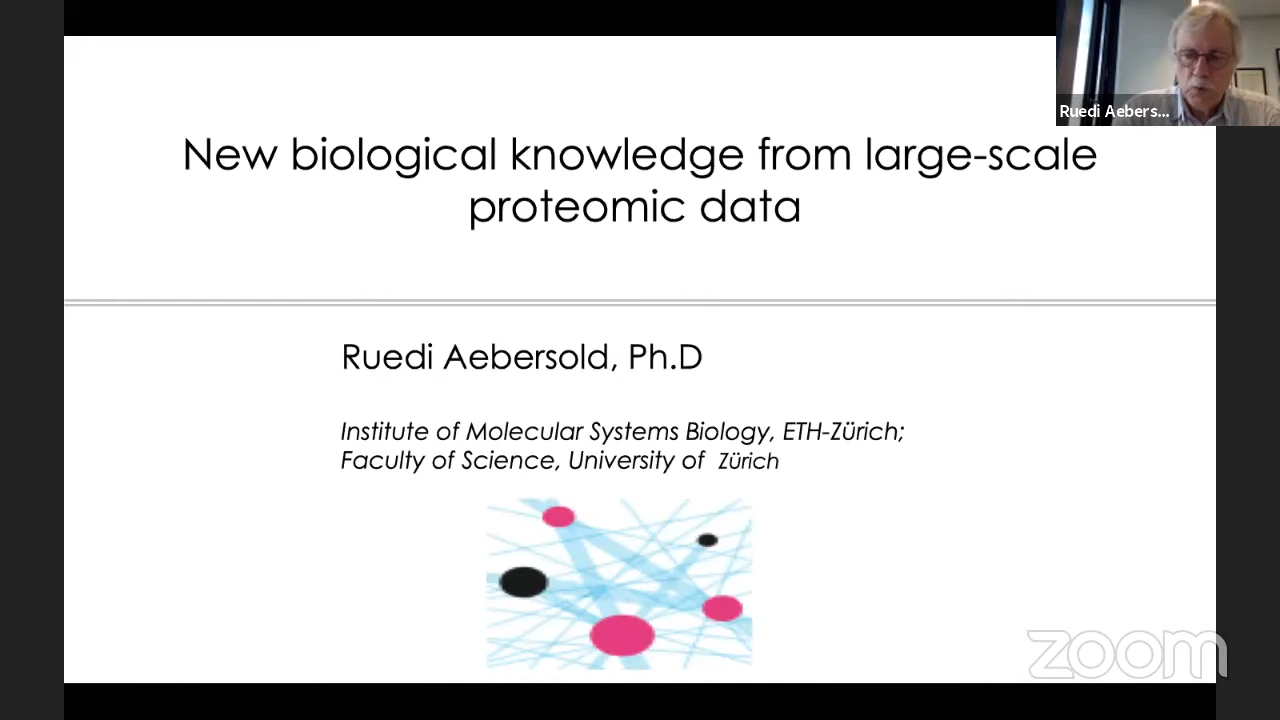 Ruedi Aebers...
New biological knowledge from large-scale
proteomic data
Ruedi Aebersold, Ph.D
Institute of Molecular Systems Biology, ETH-Zürich;
Faculty of Science, University of Zürich
zoom